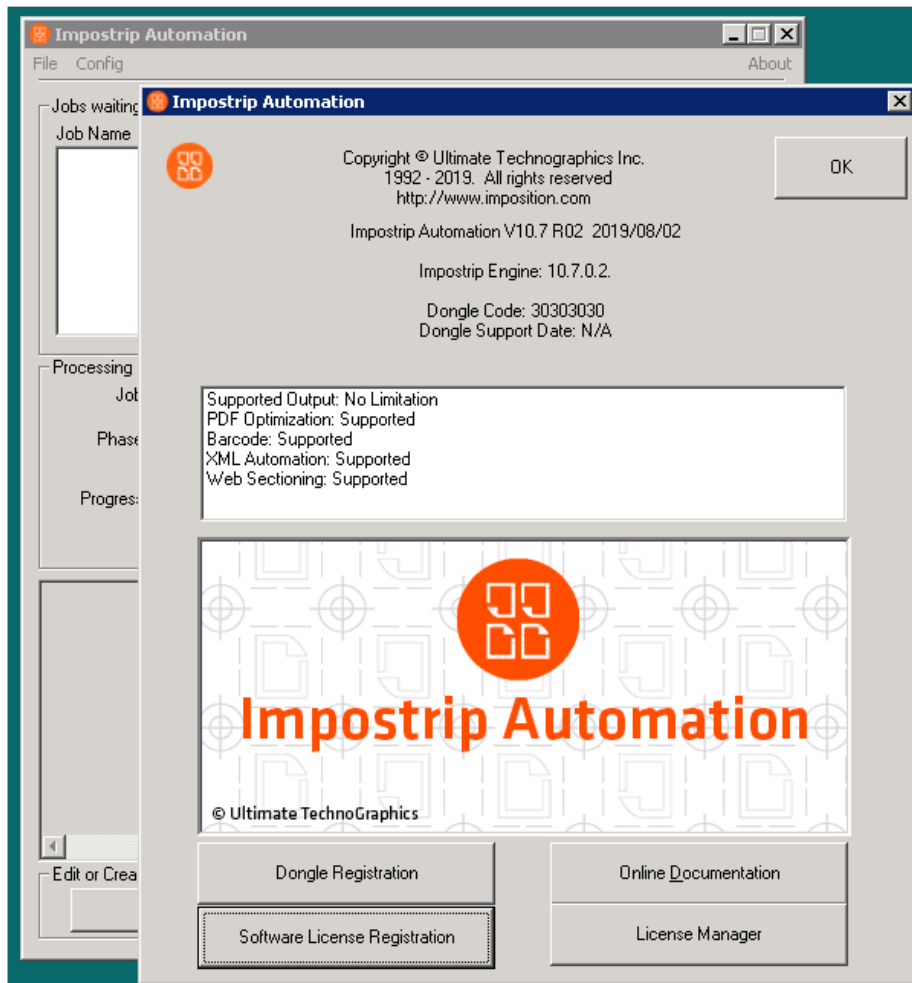 Impostrip Automation
File Config About
Jobs waiting
Job Name
Impostrip Automation
Copyright © Ultimate Technographics Inc.
1992 - 2019. All rights reserved
http://www.imposition.com
OK
Impostrip Automation V10.7 R02 2019/08/02
Impostrip Engine: 10.7.0.2.
Dongle Code: 30303030
Dongle Support Date: N/A
Processing
Job
Phase
Progres
Supported Output: No Limitation
PDF Optimization: Supported
Barcode: Supported
XML Automation: Supported
Web Sectioning: Supported
Impostrip Automation
© Ultimate TechnoGraphics
Edit or Crea
Dongle Registration
Online Documentation
Software License Registration
License Manager